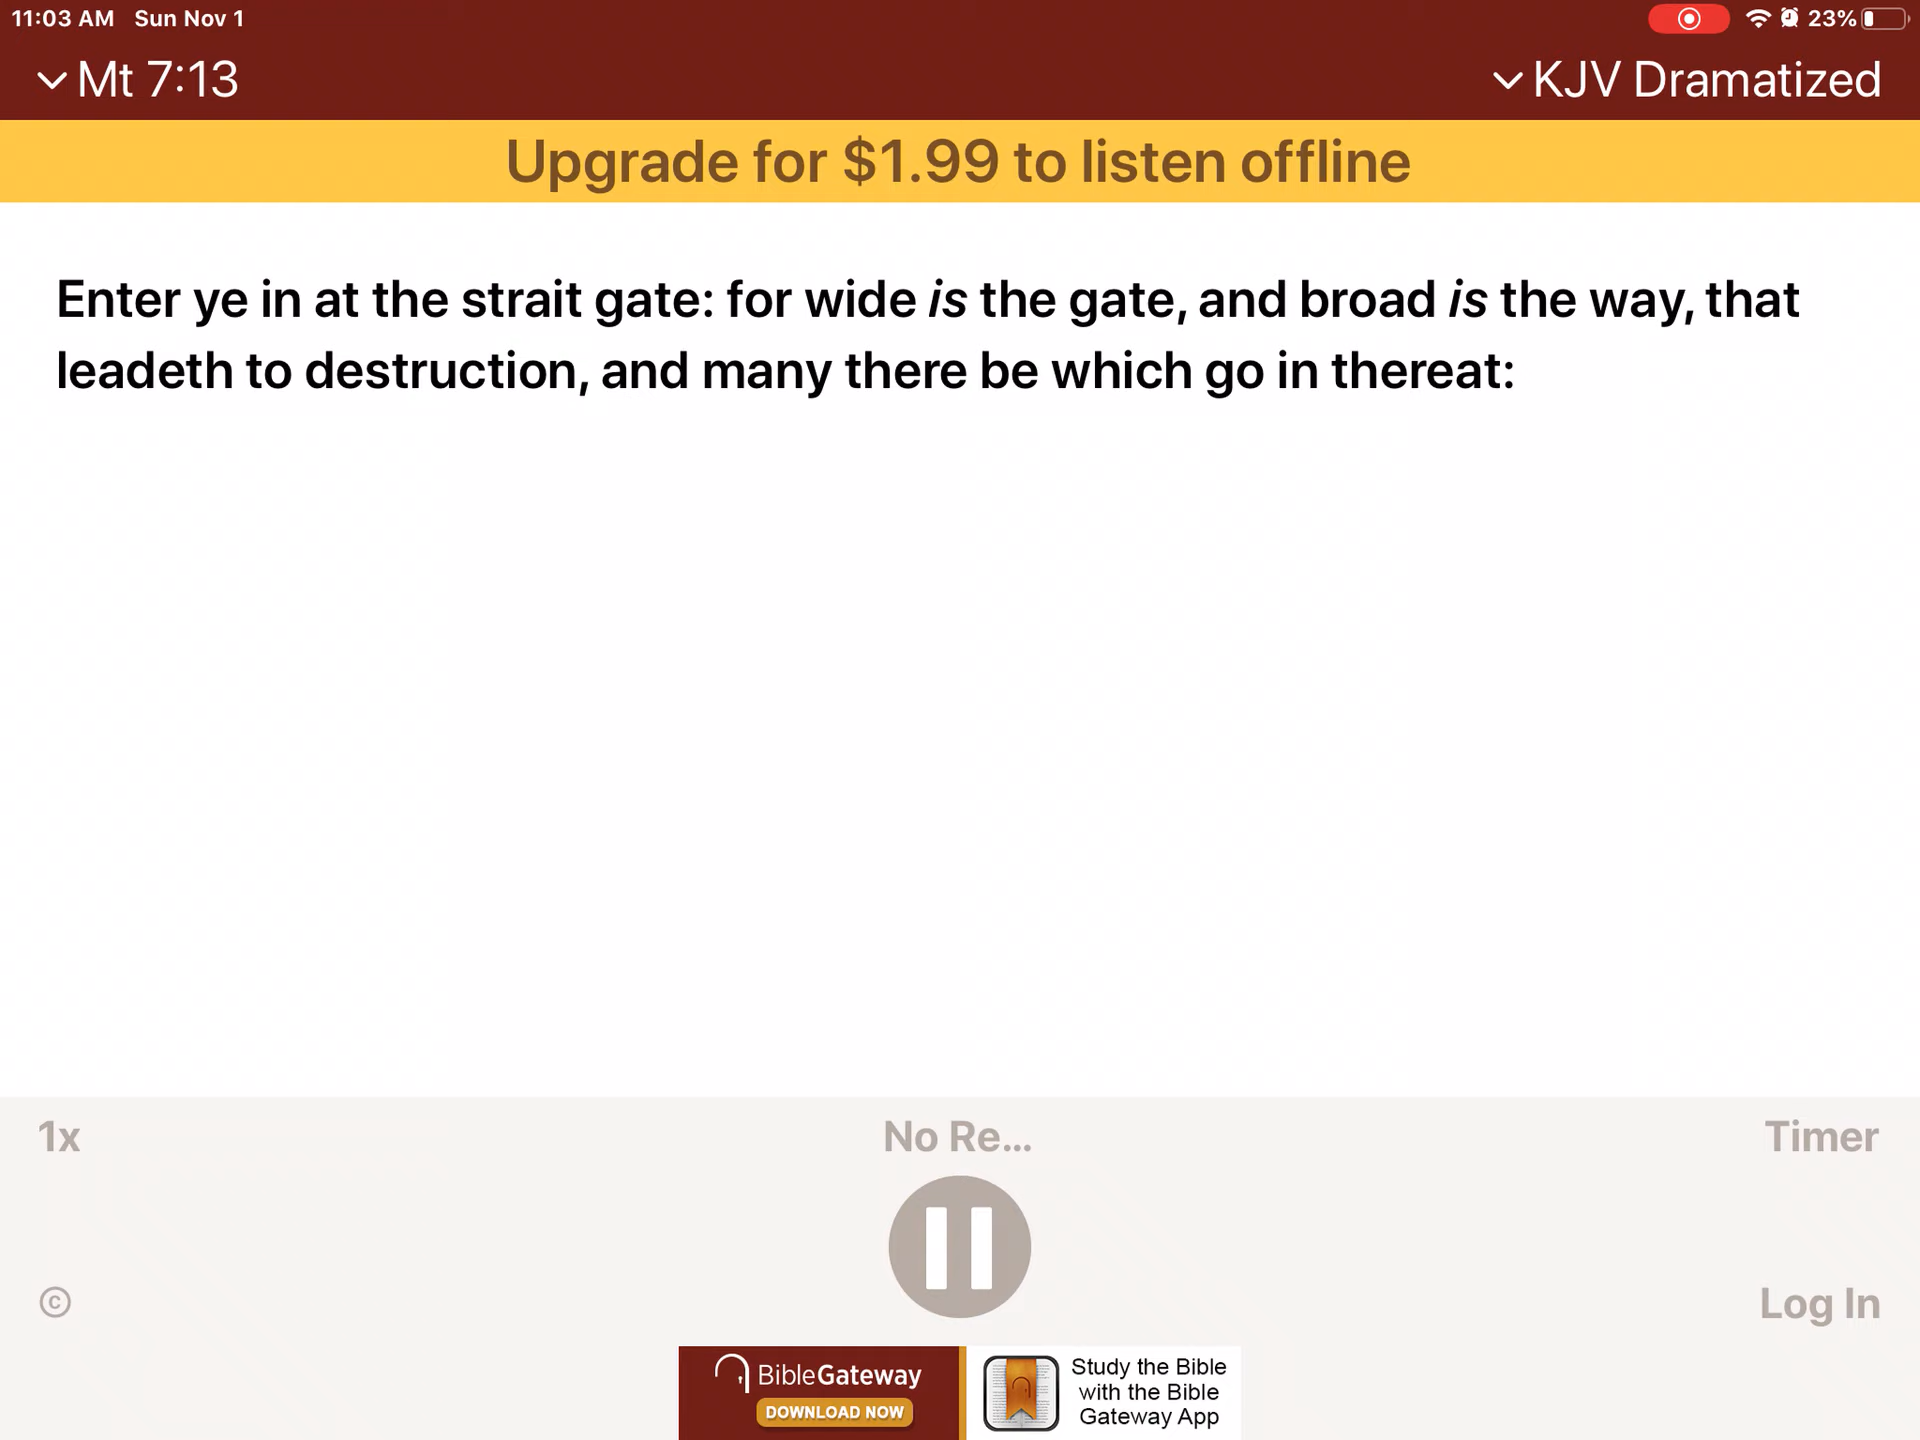 11:03 AM Sun Nov 1 23%
Mt 7:13 KJV Dramatized
Upgrade for $1.99 to listen offline
Enter ye in at the strait gate: for wide is the gate, and broad is the way, that
leadeth to destruction, and many there be which go in thereat:
1x No Re... Timer
© Log In
BibleGateway
DOWNLOAD NOW
Study the Bible
with the Bible
Gateway App